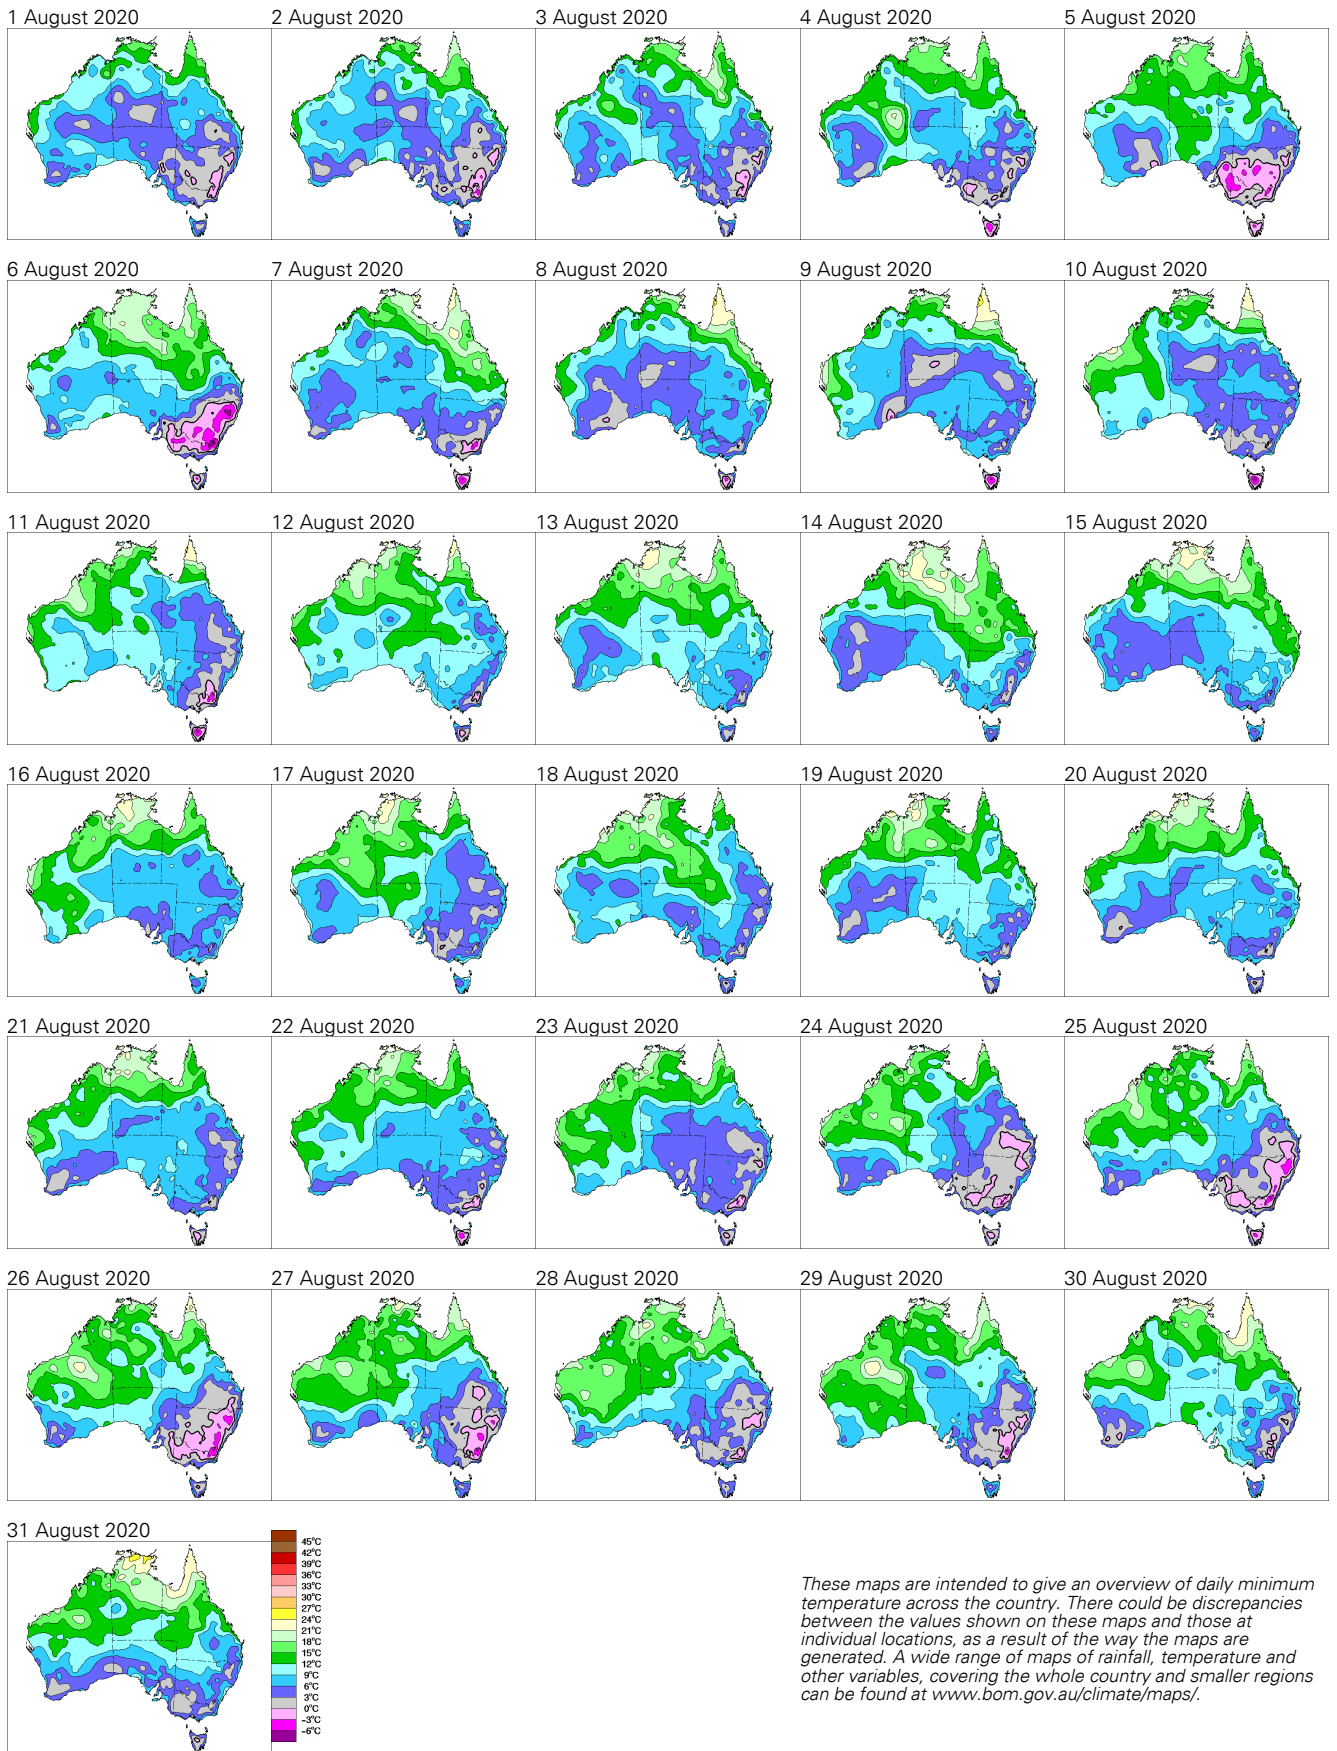 1 August 2020
2 August 2020
3 August 2020
4 August 2020
5 August 2020
6 August 2020
7 August 2020
8 August 2020
9 August 2020
10 August 2020
11 August 2020
12 August 2020
13 August 2020
14 August 2020
15 August 2020
16 August 2020
17 August 2020
18 August 2020
19 August 2020
20 August 2020
21 August 2020
22 August 2020
23 August 2020
24 August 2020
25 August 2020
26 August 2020
27 August 2020
28 August 2020
29 August 2020
30 August 2020
31 August 2020
45°C
42°C
39°C
36°C
33°C
30°C
27°C
24°C
21°C
18°C
15°C
12°C
9°C
6°C
3°C
0°C
-3°C
-6°C
These maps are intended to give an overview of daily minimum
temperature across the country. There could be discrepancies
between the values shown on these maps and those at
individual locations, as a result of the way the maps are
generated. A wide range of maps of rainfall, temperature and
other variables, covering the whole country and smaller regions
can be found at www.bom.gov.au/climate/maps/.